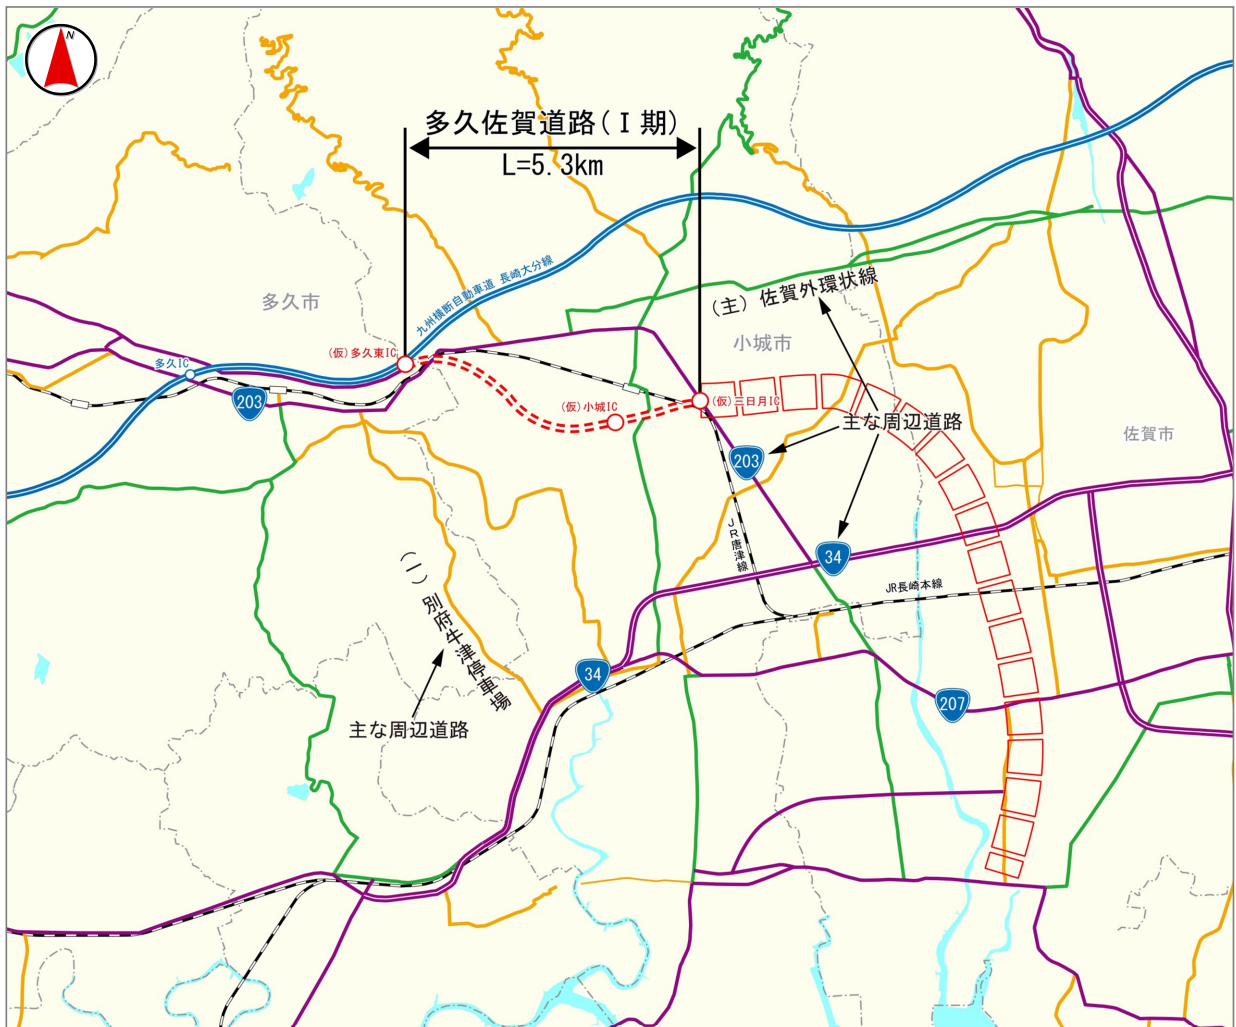 N
多久佐賀道路(Ⅰ期)
L=5.3km
九州横断自動車道 長崎大分線
多久市
(主)佐賀外環状線
小城市
(仮)多久東IC
多久IC
203
(仮)小城IC
(仮)三日月IC
主な周辺道路
佐賀市
203
JR唐津線
34
JR長崎本線
(一)別府牛津停車場
34
207
主な周辺道路